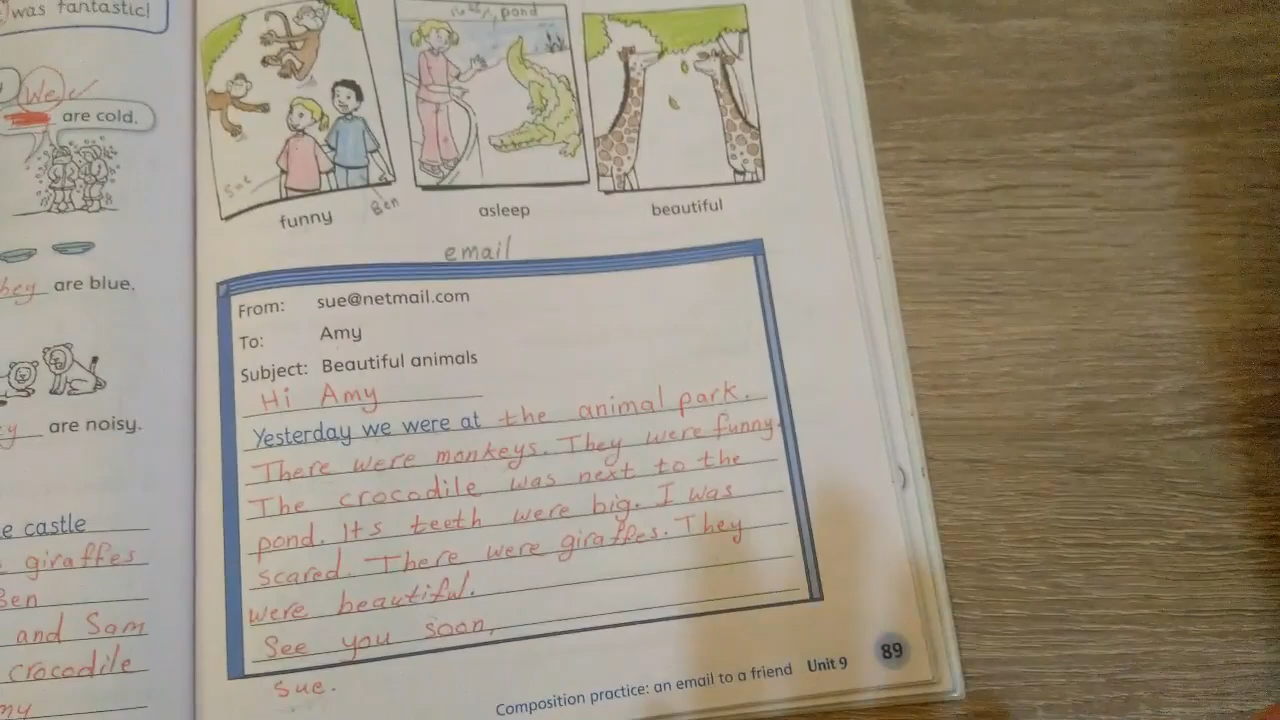 was fantastic!
We
are cold.
hey are blue.
y are noisy.
e castle
giraffes
Ben
and Sam
crocodile
my
pond
Sue
Ben
funny
asleep
beautiful
email
From: sue@netmail.com
To: Amy
Subject: Beautiful animals
Hi Amy
Yesterday we were at the animal park.
There were monkeys. They were funny.
The crocodile was next to the
pond. Its teeth were big. I was
scared. There were giraffes. They
were beautiful.
See you soon,
Sue.
Composition practice: an email to a friend Unit 9 89